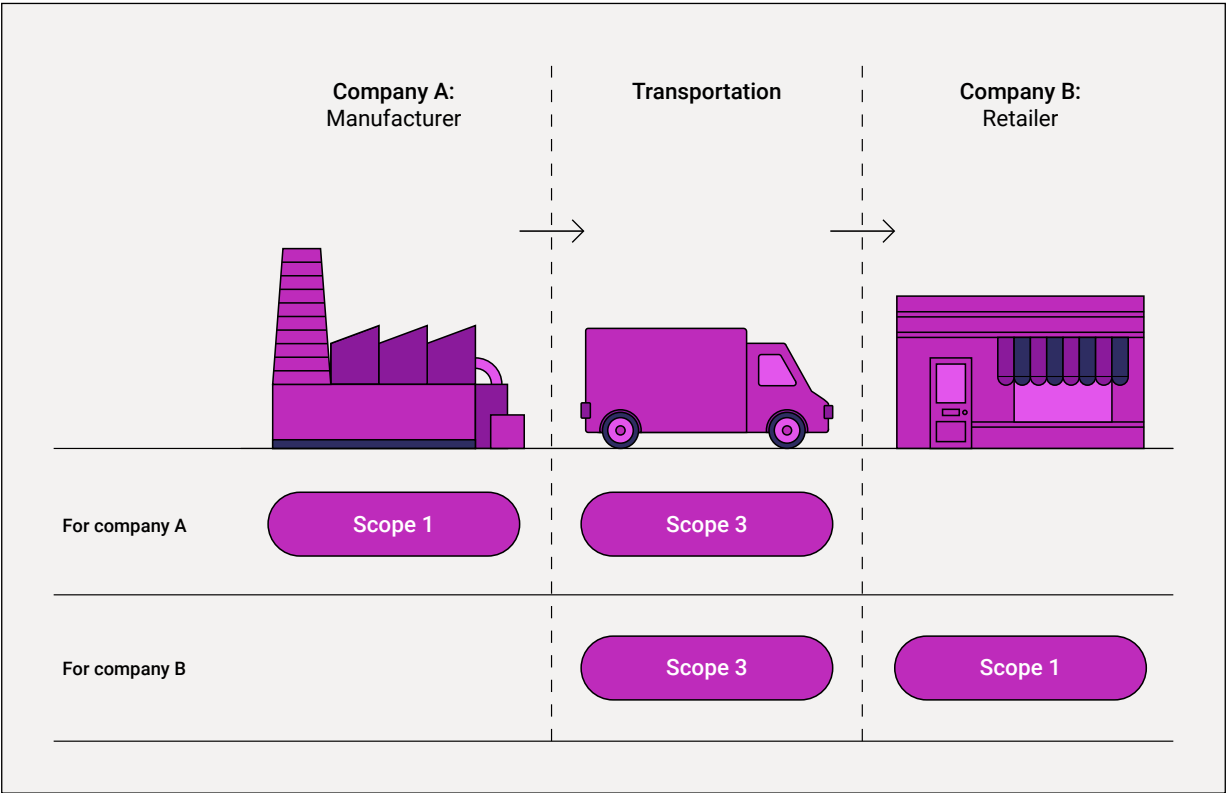 Company A:
Manufacturer
Transportation
Company B:
Retailer
For company A
Scope 1
Scope 3
For company B
Scope 3
Scope 1